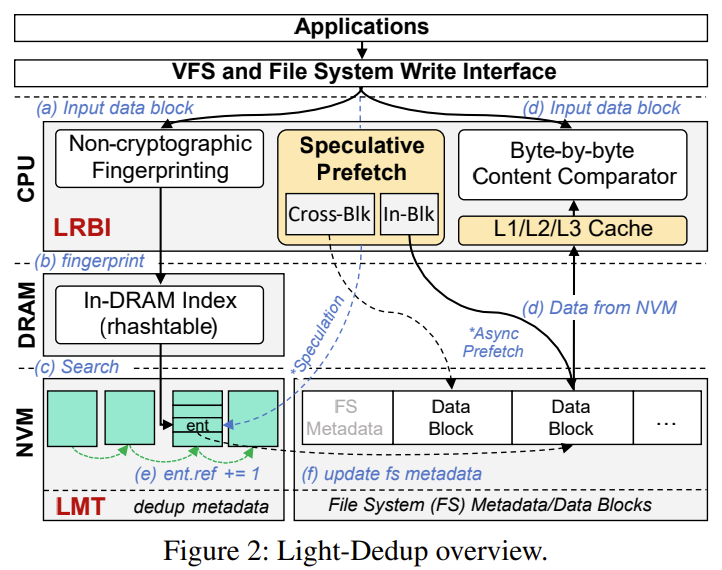 Applications
VFS and File System Write Interface
(a) Input data block
(d) Input data block
CPU
Non-cryptographic
Fingerprinting
LRBI
Speculative
Prefetch
Cross-Blk
In-Blk
Byte-by-byte
Content Comparator
L1/L2/L3 Cache
(b) fingerprint
DRAM
In-DRAM Index
(rhashtable)
*Speculation
(d) Data from NVM
*Async
Prefetch
(c) Search
NVM
ent
(e) ent.ref += 1
LMT
dedup metadata
FS
Metadata
Data
Block
Data
Block
...
(f) update fs metadata
File System (FS) Metadata/Data Blocks
Figure 2: Light-Dedup overview.